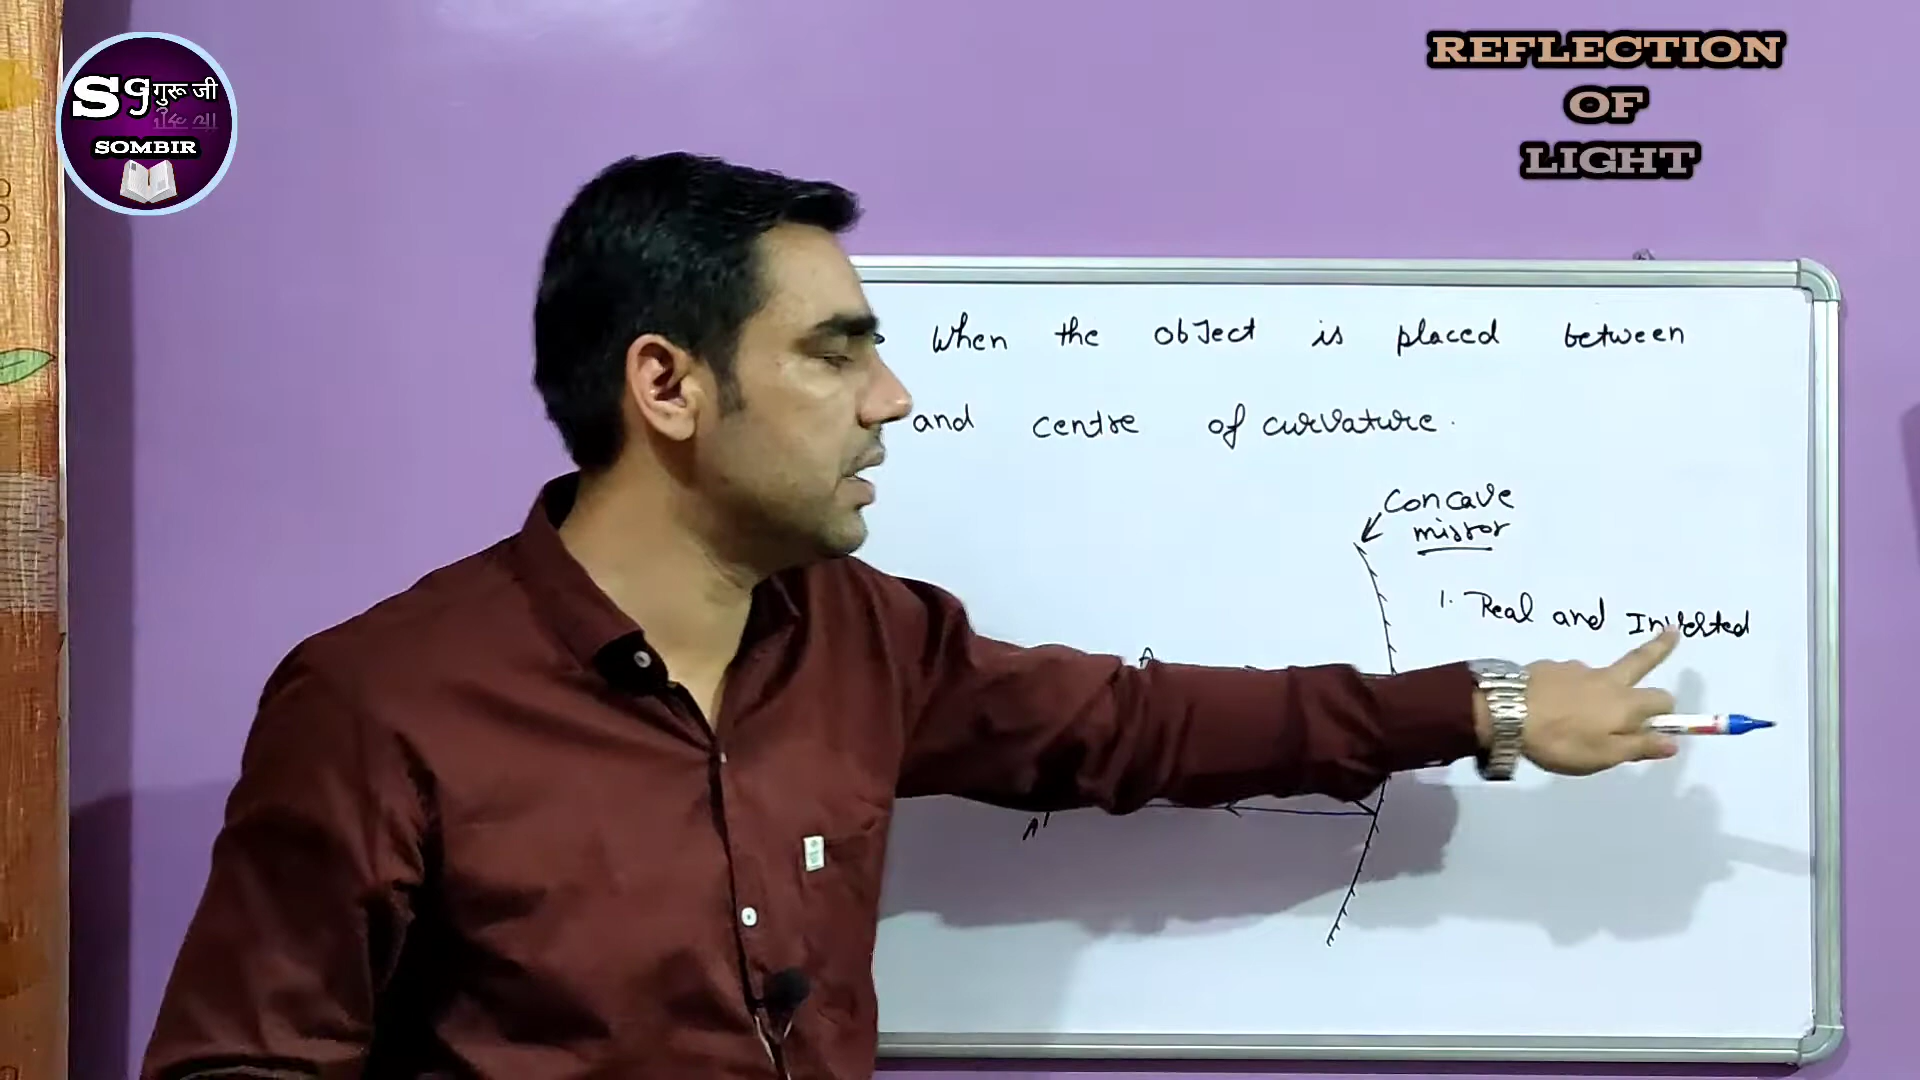 Sg गुरू जी
SOMBIR
REFLECTION
OF
LIGHT
When the obJect is placed between
and centre of curvature.
Concave
mirror
1. Real and Inverted
A
A'